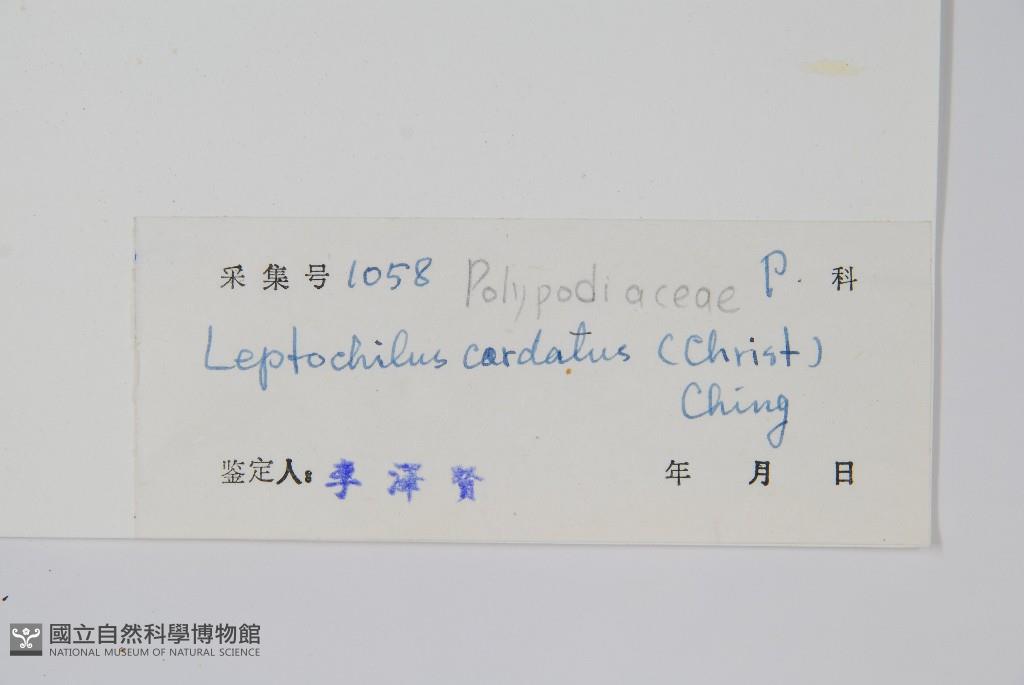 采集号 1058 Polypodiaceae P. 科
Leptochilus cordatus (Christ)
Ching
鉴定人: 李泽贤 年 月 日
國立自然科學博物館
NATIONAL MUSEUM OF NATURAL SCIENCE